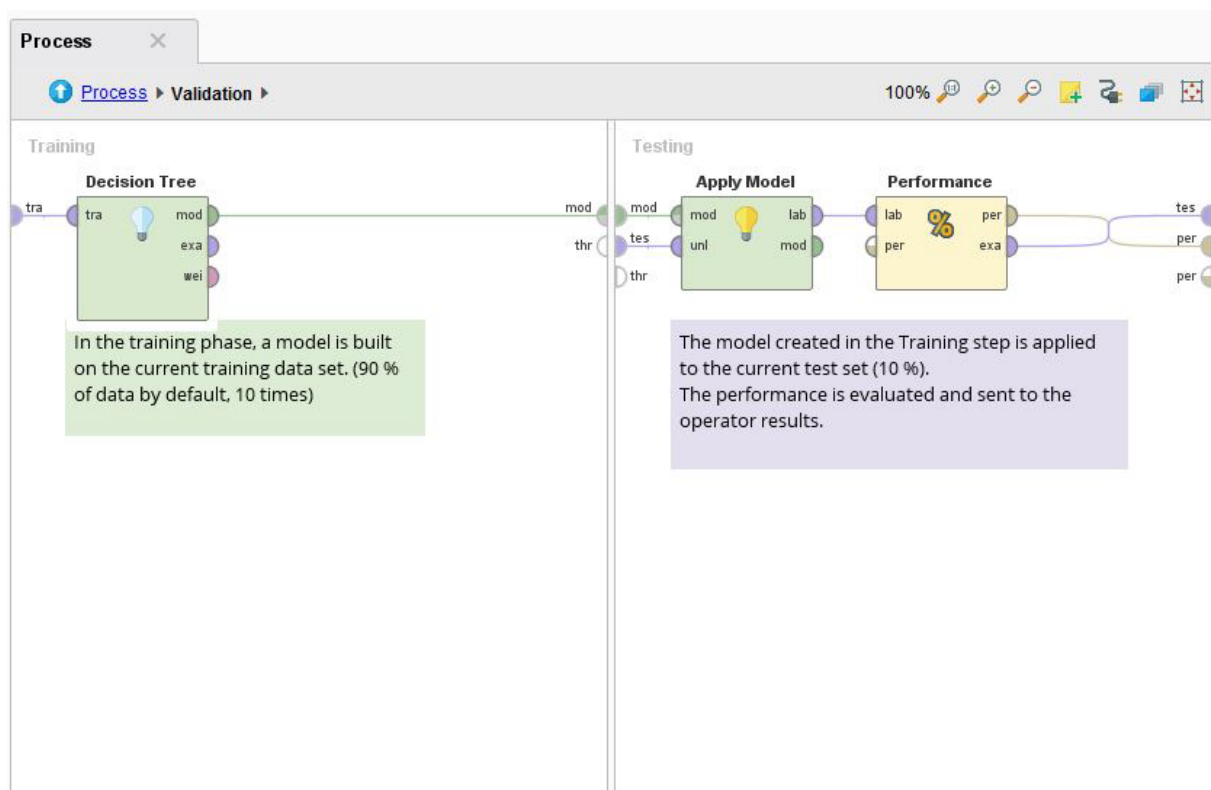 Process
Process Validation
100%
Training
Decision Tree
tra
tra
mod
exa
wei
mod
thr
In the training phase, a model is built
on the current training data set. (90 %
of data by default, 10 times)
Testing
Apply Model
Performance
mod
tes
thr
mod
lab
unl
mod
lab
per
per
exa
%
tes
per
per
The model created in the Training step is applied
to the current test set (10 %).
The performance is evaluated and sent to the
operator results.